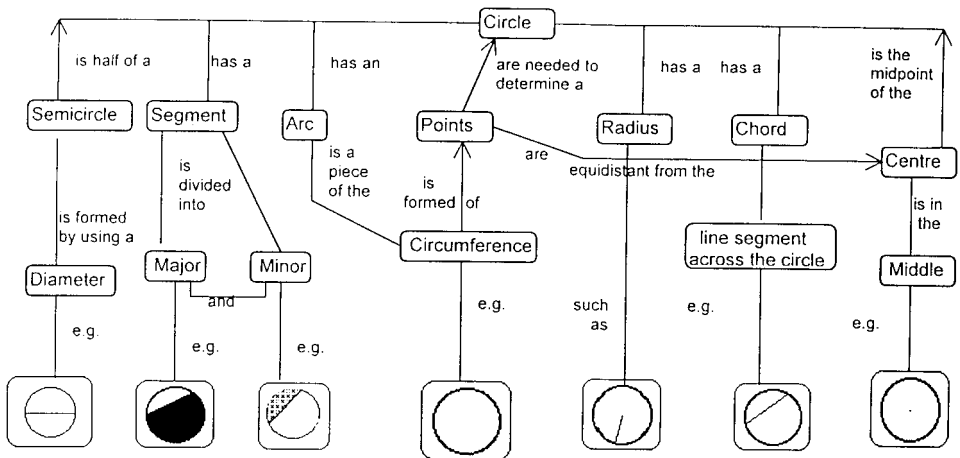 Circle
is half of a
has a
has an
are needed to
determine a
has a
has a
is the
midpoint
of the
Semicircle
Segment
Arc
Points
Radius
Chord
is
divided
into
is a
piece
of the
are
equidistant from the
Centre
is
formed of
is formed
by using a
is in
the
Circumference
line segment
across the circle
Diameter
Major
Minor
Middle
and
e.g.
e.g.
e.g.
e.g.
such
as
e.g.
e.g.